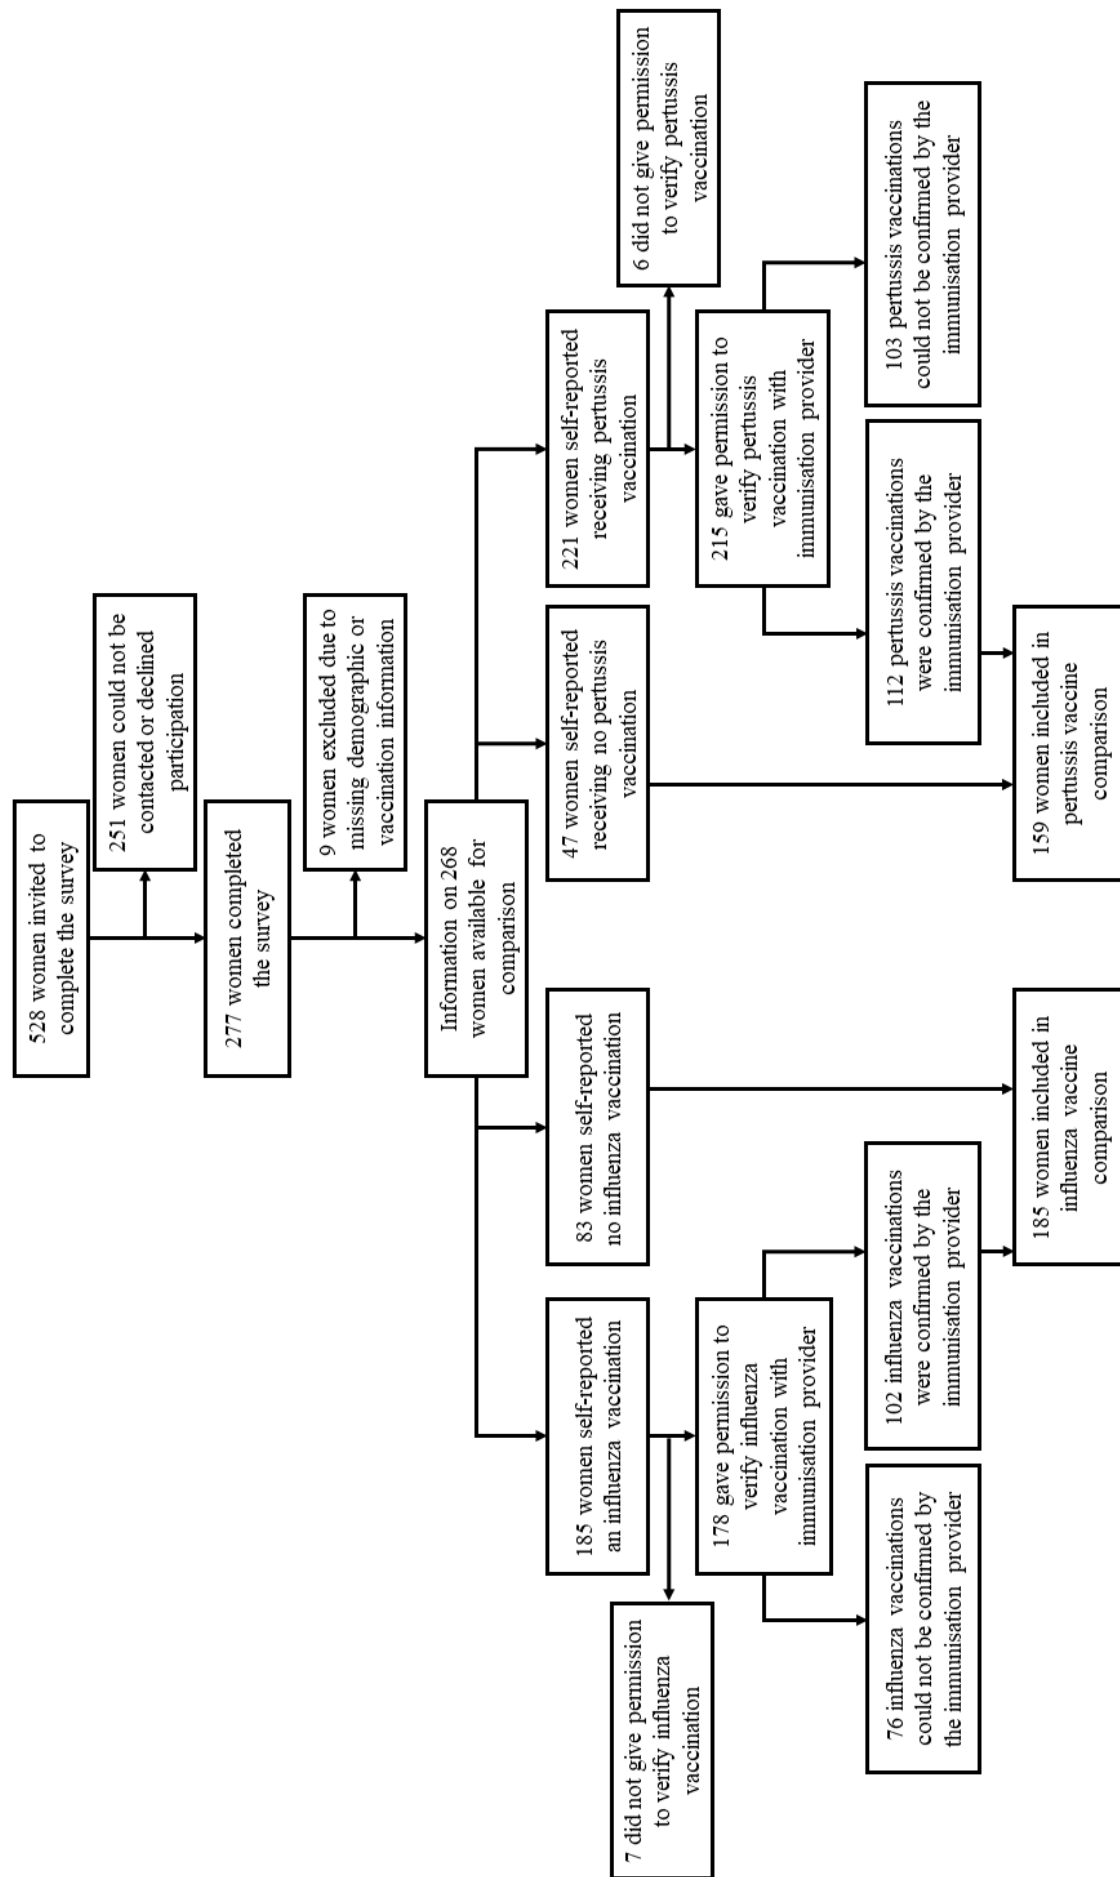 528 women invited to
complete the survey
251 women could not be
contacted or declined
participation
277 women completed
the survey
9 women excluded due to
missing demographic or
vaccination information
Information on 268
women available for
comparison
185 women self-reported
an influenza vaccination
83 women self-reported
no influenza vaccination
47 women self-reported
receiving no pertussis
vaccination
221 women self-reported
receiving pertussis
vaccination
7 did not give permission
to verify influenza
vaccination
6 did not give permission
to verify pertussis
vaccination
178 gave permission to
verify influenza
vaccination with
immunisation provider
215 gave permission to
verify pertussis
vaccination with
immunisation provider
76 influenza vaccinations
could not be confirmed by
the immunisation provider
102 influenza vaccinations
were confirmed by the
immunisation provider
112 pertussis vaccinations
were confirmed by the
immunisation provider
103 pertussis vaccinations
could not be confirmed by the
immunisation provider
185 women included in
influenza vaccine
comparison
159 women included in
pertussis vaccine
comparison